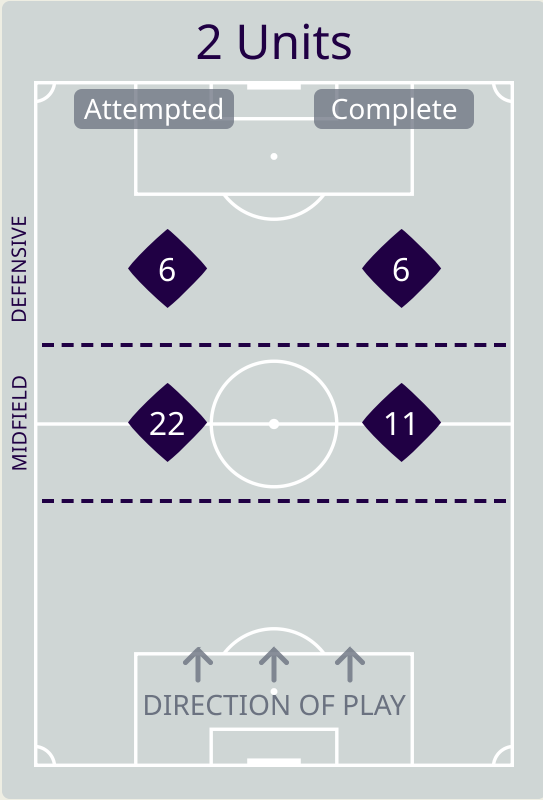 2 Units
Attempted Complete
DEFENSIVE
6 6
MIDFIELD
22 11
DIRECTION OF PLAY